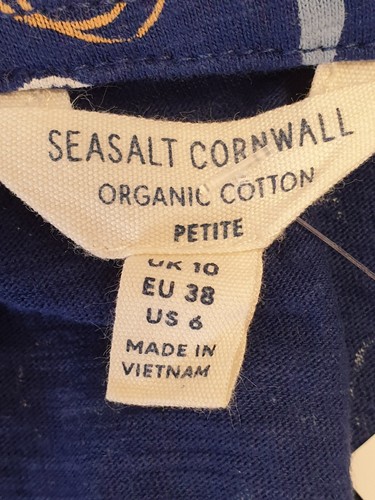 SEASALT CORNWALL
ORGANIC COTTON
PETITE
UK 10
EU 38
US 6
MADE IN
VIETNAM